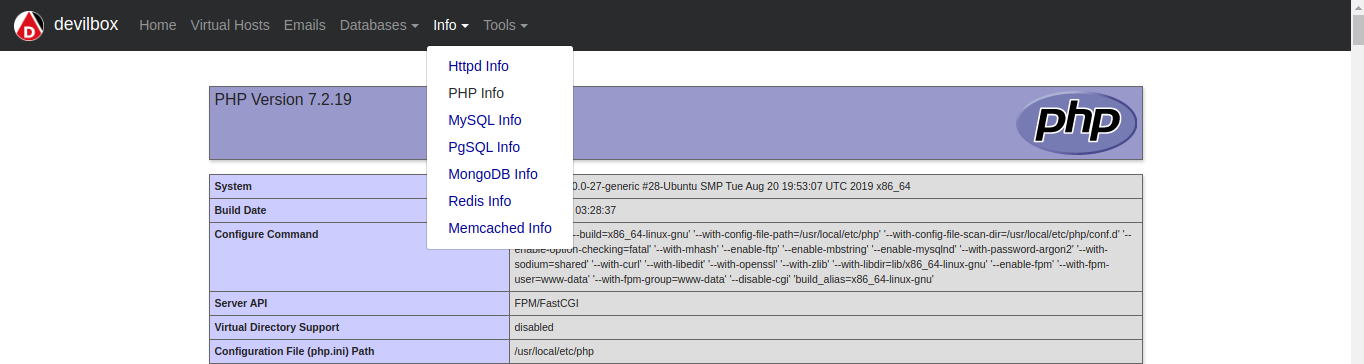 devilbox Home Virtual Hosts Emails Databases Info Tools
Httpd Info
PHP Info
MySQL Info
PgSQL Info
MongoDB Info
Redis Info
Memcached Info
PHP Version 7.2.19
php
System 0.0-27-generic #28-Ubuntu SMP Tue Aug 20 19:53:07 UTC 2019 x86_64
Build Date 03:28:37
Configure Command '--build=x86_64-linux-gnu' '--with-config-file-path=/usr/local/etc/php' '--with-config-file-scan-dir=/usr/local/etc/php/conf.d' '--
enable-option-checking=fatal' '--with-mhash' '--enable-ftp' '--enable-mbstring' '--enable-mysqlnd' '--with-password-argon2' '--with-
sodium=shared' '--with-curl' '--with-libedit' '--with-openssl' '--with-zlib' '--with-libdir=lib/x86_64-linux-gnu' '--enable-fpm' '--with-fpm-
user=www-data' '--with-fpm-group=www-data' '--disable-cgi' 'build_alias=x86_64-linux-gnu'
Server API FPM/FastCGI
Virtual Directory Support disabled
Configuration File (php.ini) Path /usr/local/etc/php